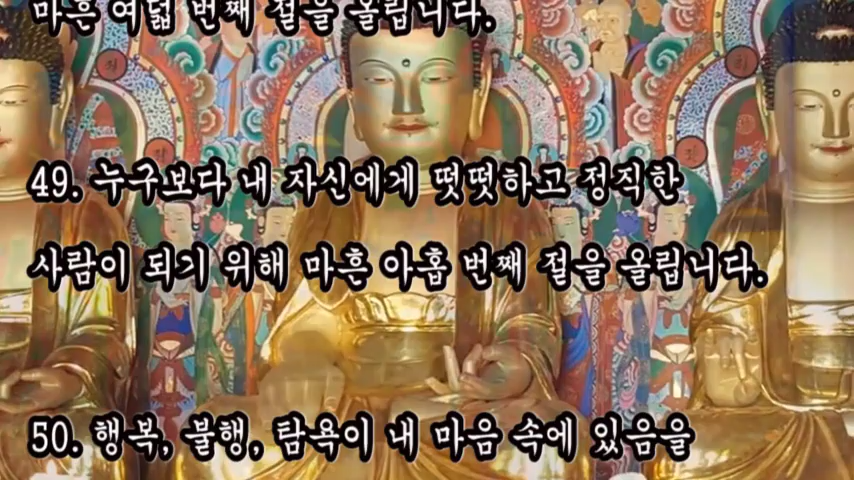 마흔 여덟 번째 절을 올립니다.
49. 누구보다 내 자신에게 떳떳하고 정직한
사람이 되기 위해 마흔 아홉 번째 절을 올립니다.
50. 행복, 불행, 탐욕이 내 마음 속에 있음을